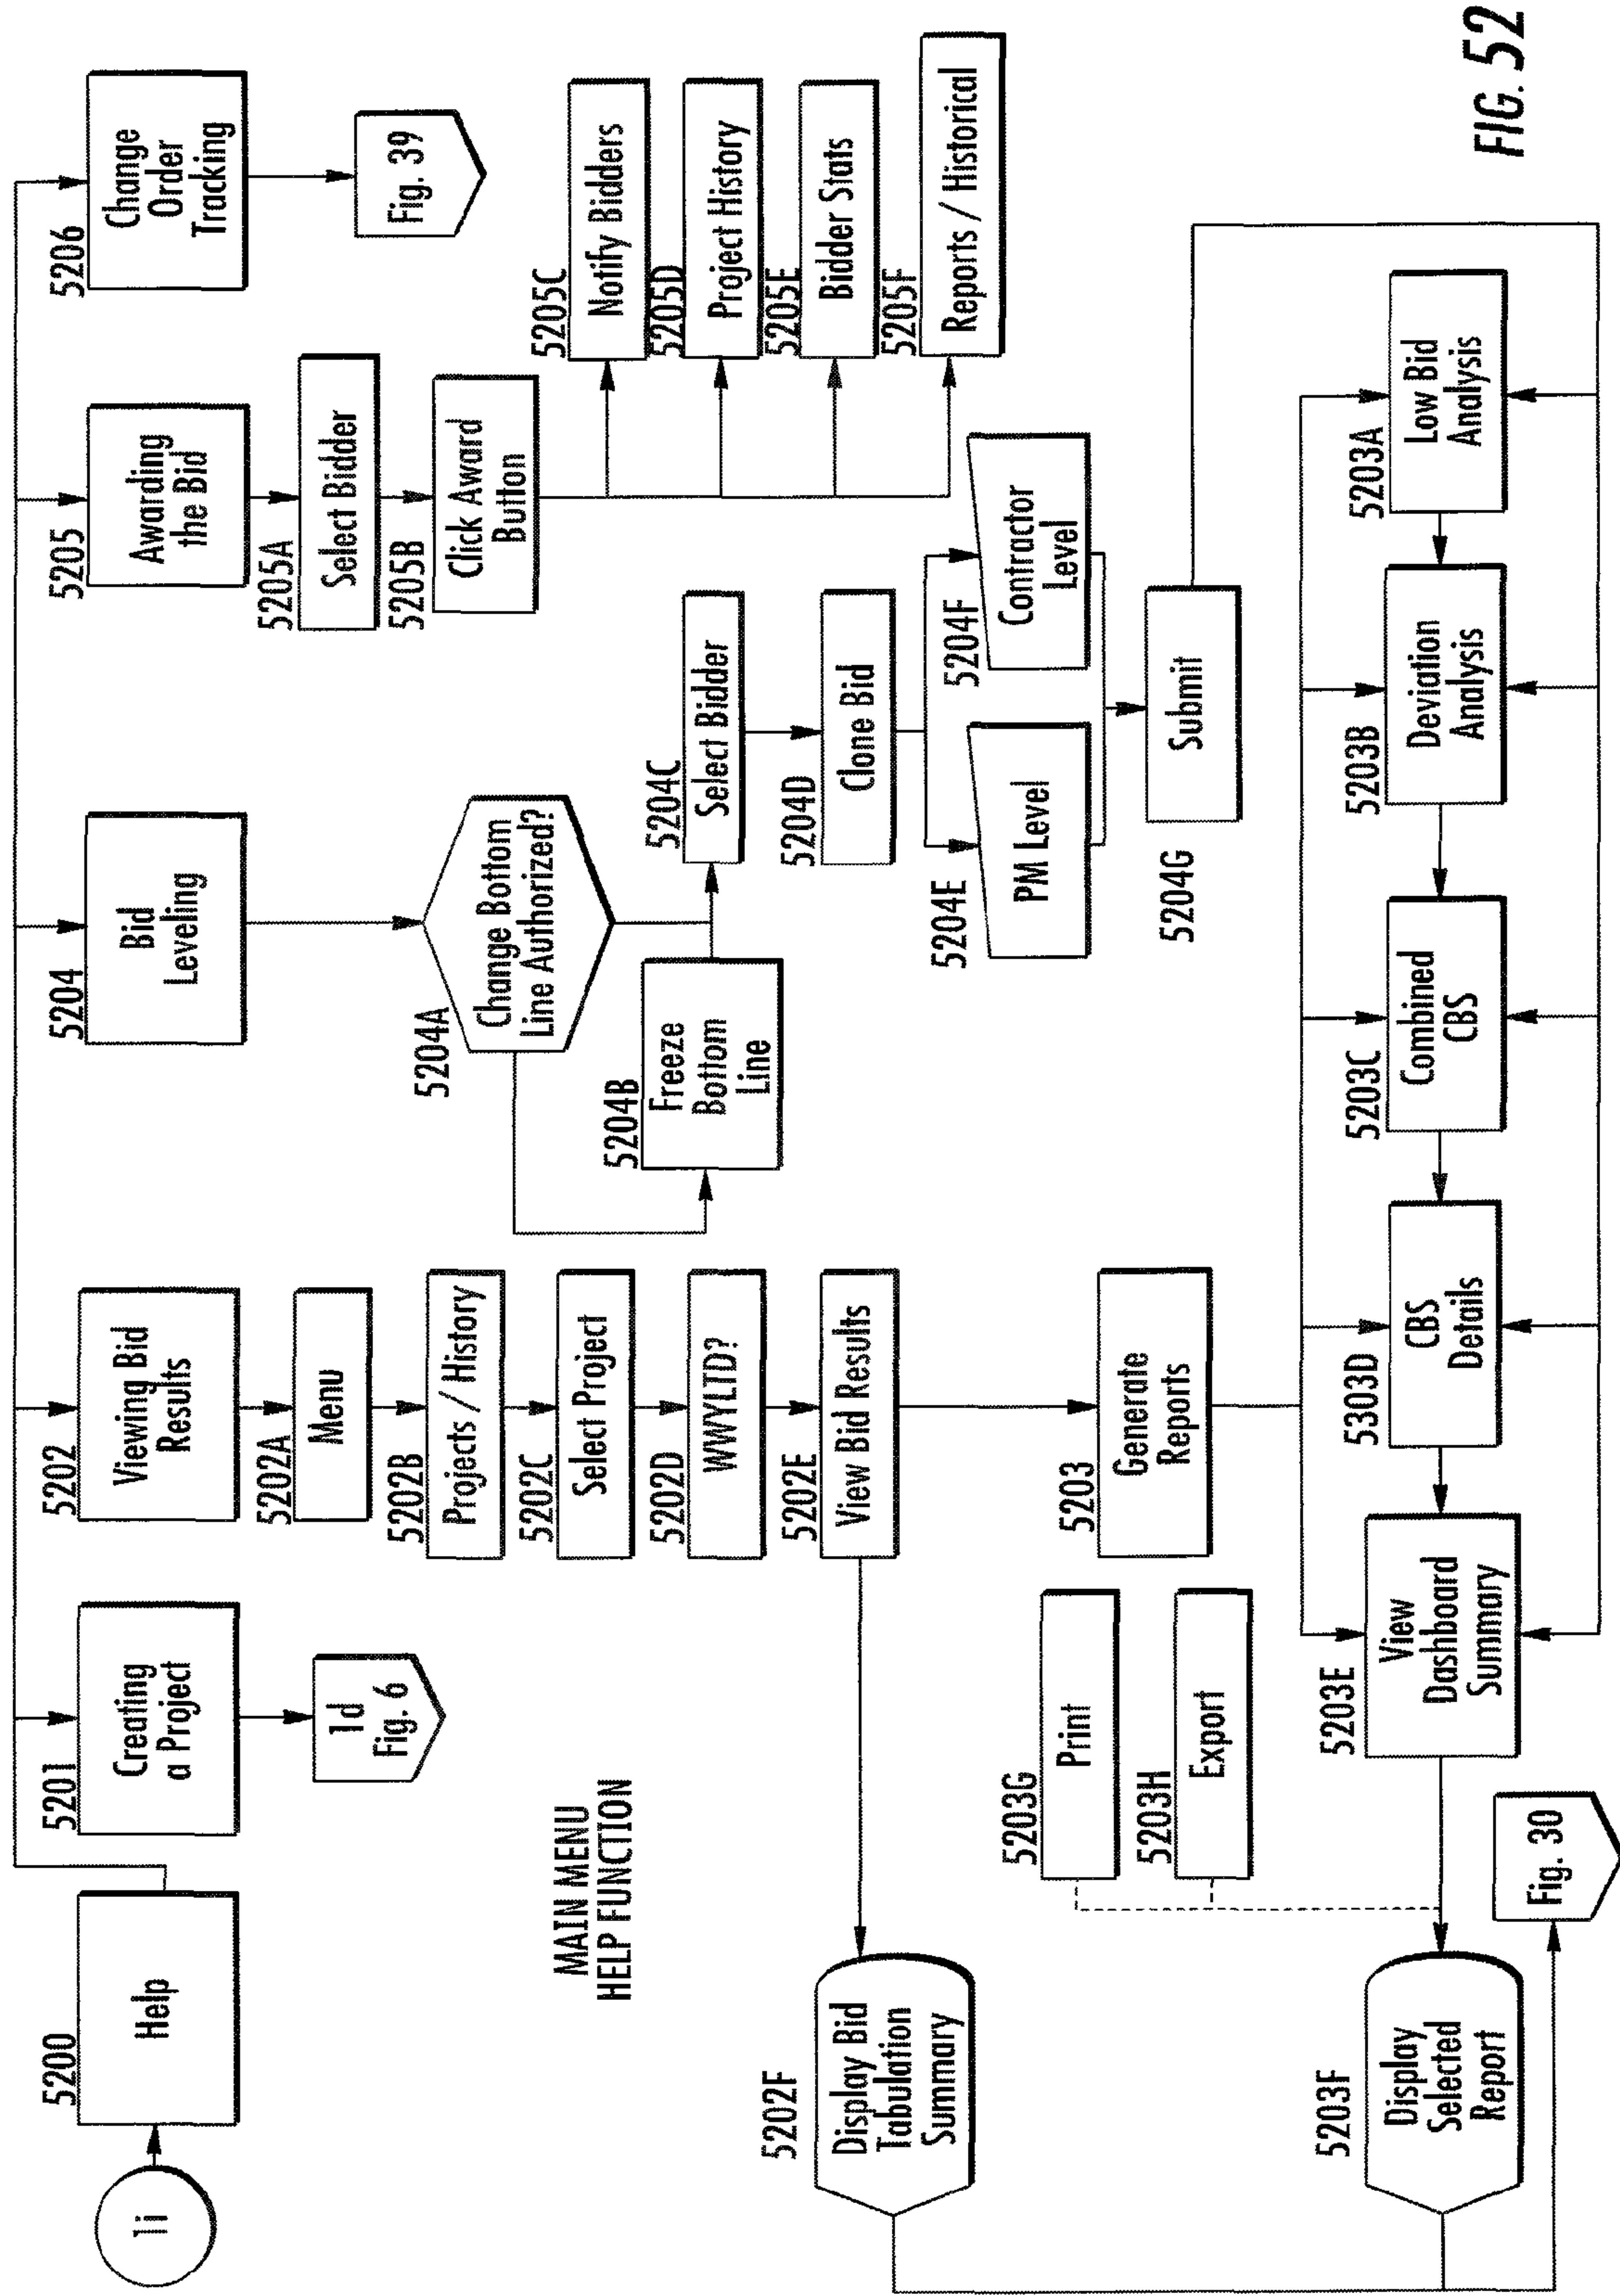 1i
5200
Help
5201
Creating
a Project
1d
Fig. 6
5202
Viewing Bid
Results
5202A
Menu
5202B
Projects / History
5202C
Select Project
5202D
WWYLTD?
5202E
View Bid Results
5204
Bid
Leveling
5204A
Change Bottom
Line Authorized?
5204B
Freeze
Bottom
Line
5204C
Select Bidder
5204D
Clone Bid
5204E
PM Level
5204F
Contractor
Level
5204G
Submit
5205
Awarding
the Bid
5205A
Select Bidder
5205B
Click Award
Button
5205C
Notify Bidders
5205D
Project History
5205E
Bidder Stats
5205F
Reports / Historical
5206
Change
Order
Tracking
Fig. 39
MAIN MENU
HELP FUNCTION
5202F
Display Bid
Tabulation
Summary
5203
Generate
Reports
5203G
Print
5203H
Export
5203F
Display
Selected
Report
5203E
View
Dashboard
Summary
5303D
CBS
Details
5203C
Combined
CBS
5203B
Deviation
Analysis
5203A
Low Bid
Analysis
Fig. 30
FIG. 52